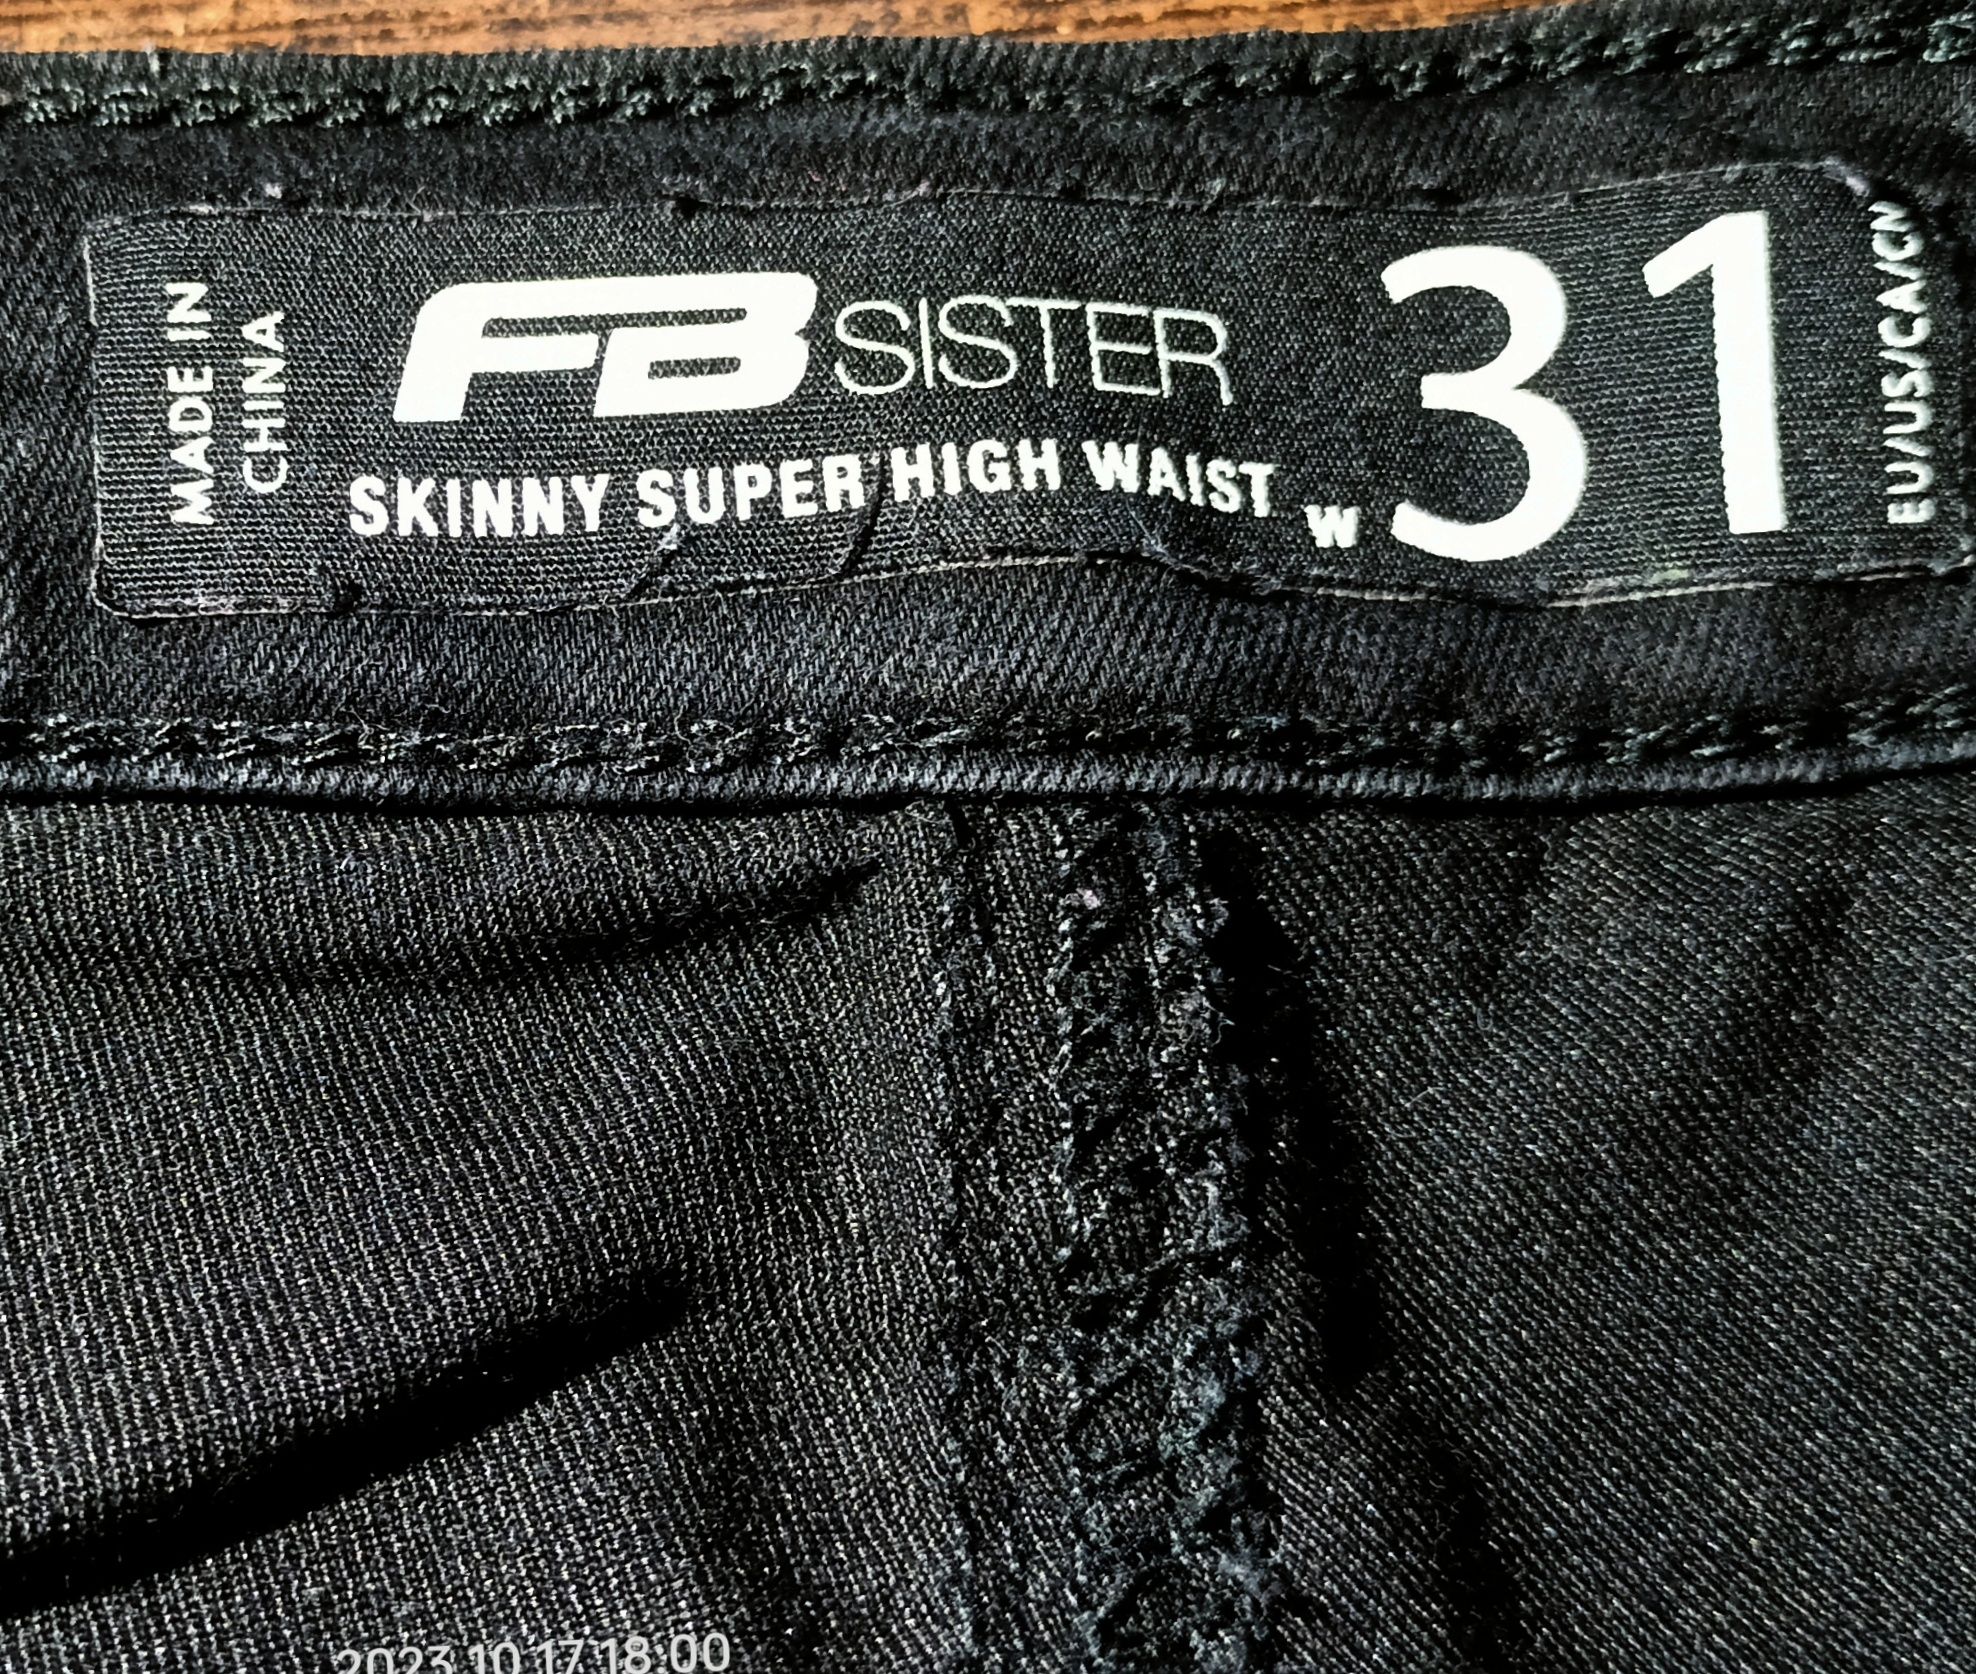 MADE IN
CHINA
FB SISTER
SKINNY SUPER HIGH WAIST
W 31
EU/US/CA/CN
2023.10.17 18:00